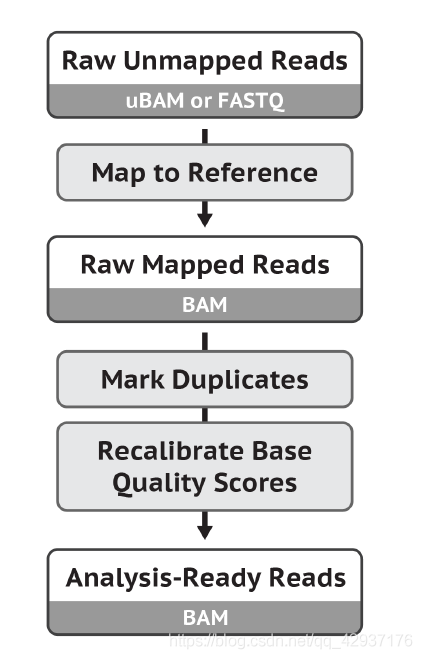 Raw Unmapped Reads
uBAM or FASTQ
Map to Reference
Raw Mapped Reads
BAM
Mark Duplicates
Recalibrate Base
Quality Scores
Analysis-Ready Reads
BAM
https://blog.csdn.net/qq_42937176